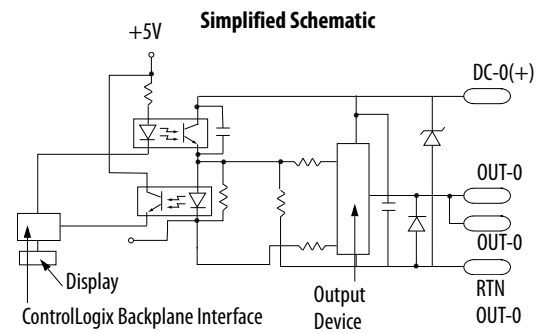 Simplified Schematic
+5V
DC-0(+)
OUT-0
OUT-0
Display
RTN
Output
ControlLogix Backplane Interface
OUT-0
Device